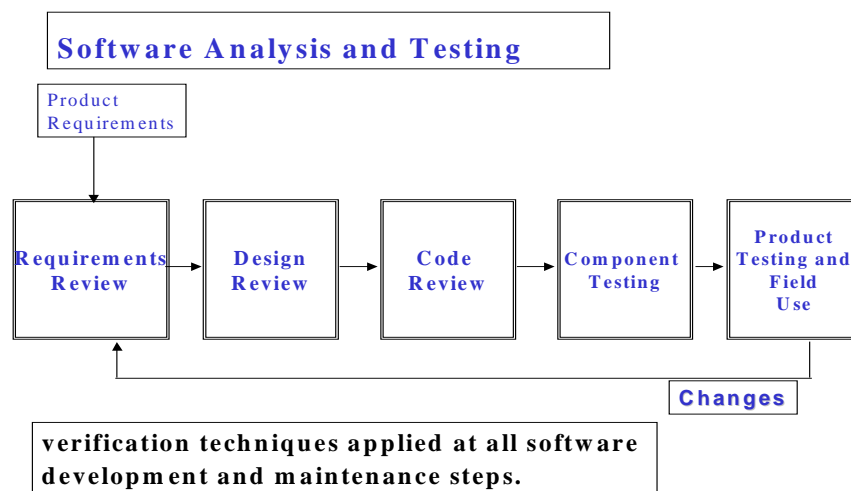 Software Analysis and Testing
Product
Requirements
Requirements
Review
Design
Review
Code
Review
Component
Testing
Product
Testing and
Field
Use
Changes
verification techniques applied at all software
development and maintenance steps.